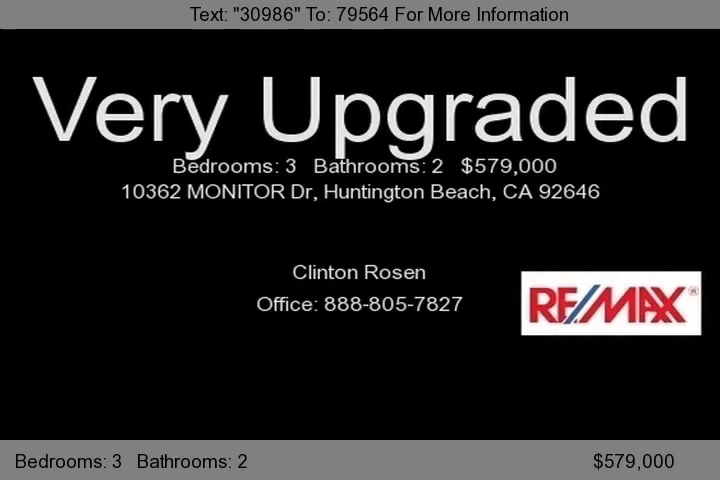 Text: "30986" To: 79564 For More Information
Very Upgraded
Bedrooms: 3 Bathrooms: 2 $579,000
10362 MONITOR Dr, Huntington Beach, CA 92646
Clinton Rosen
Office: 888-805-7827
RE/MAX®
Bedrooms: 3 Bathrooms: 2 $579,000